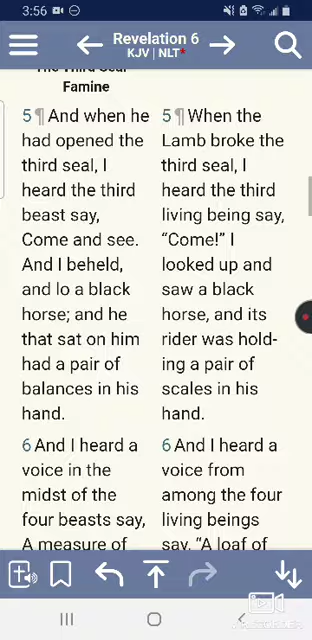 3:56
Revelation 6
KJV | NLT*
The Third Seal
Famine
5 ¶ And when he
had opened the
third seal, I
heard the third
beast say,
Come and see.
And I beheld,
and lo a black
horse; and he
that sat on him
had a pair of
balances in his
hand.
6 And I heard a
voice in the
midst of the
four beasts say,
A measure of
5 ¶ When the
Lamb broke the
third seal, I
heard the third
living being say,
“Come!” I
looked up and
saw a black
horse, and its
rider was hold-
ing a pair of
scales in his
hand.
6 And I heard a
voice from
among the four
living beings
say, “A loaf of